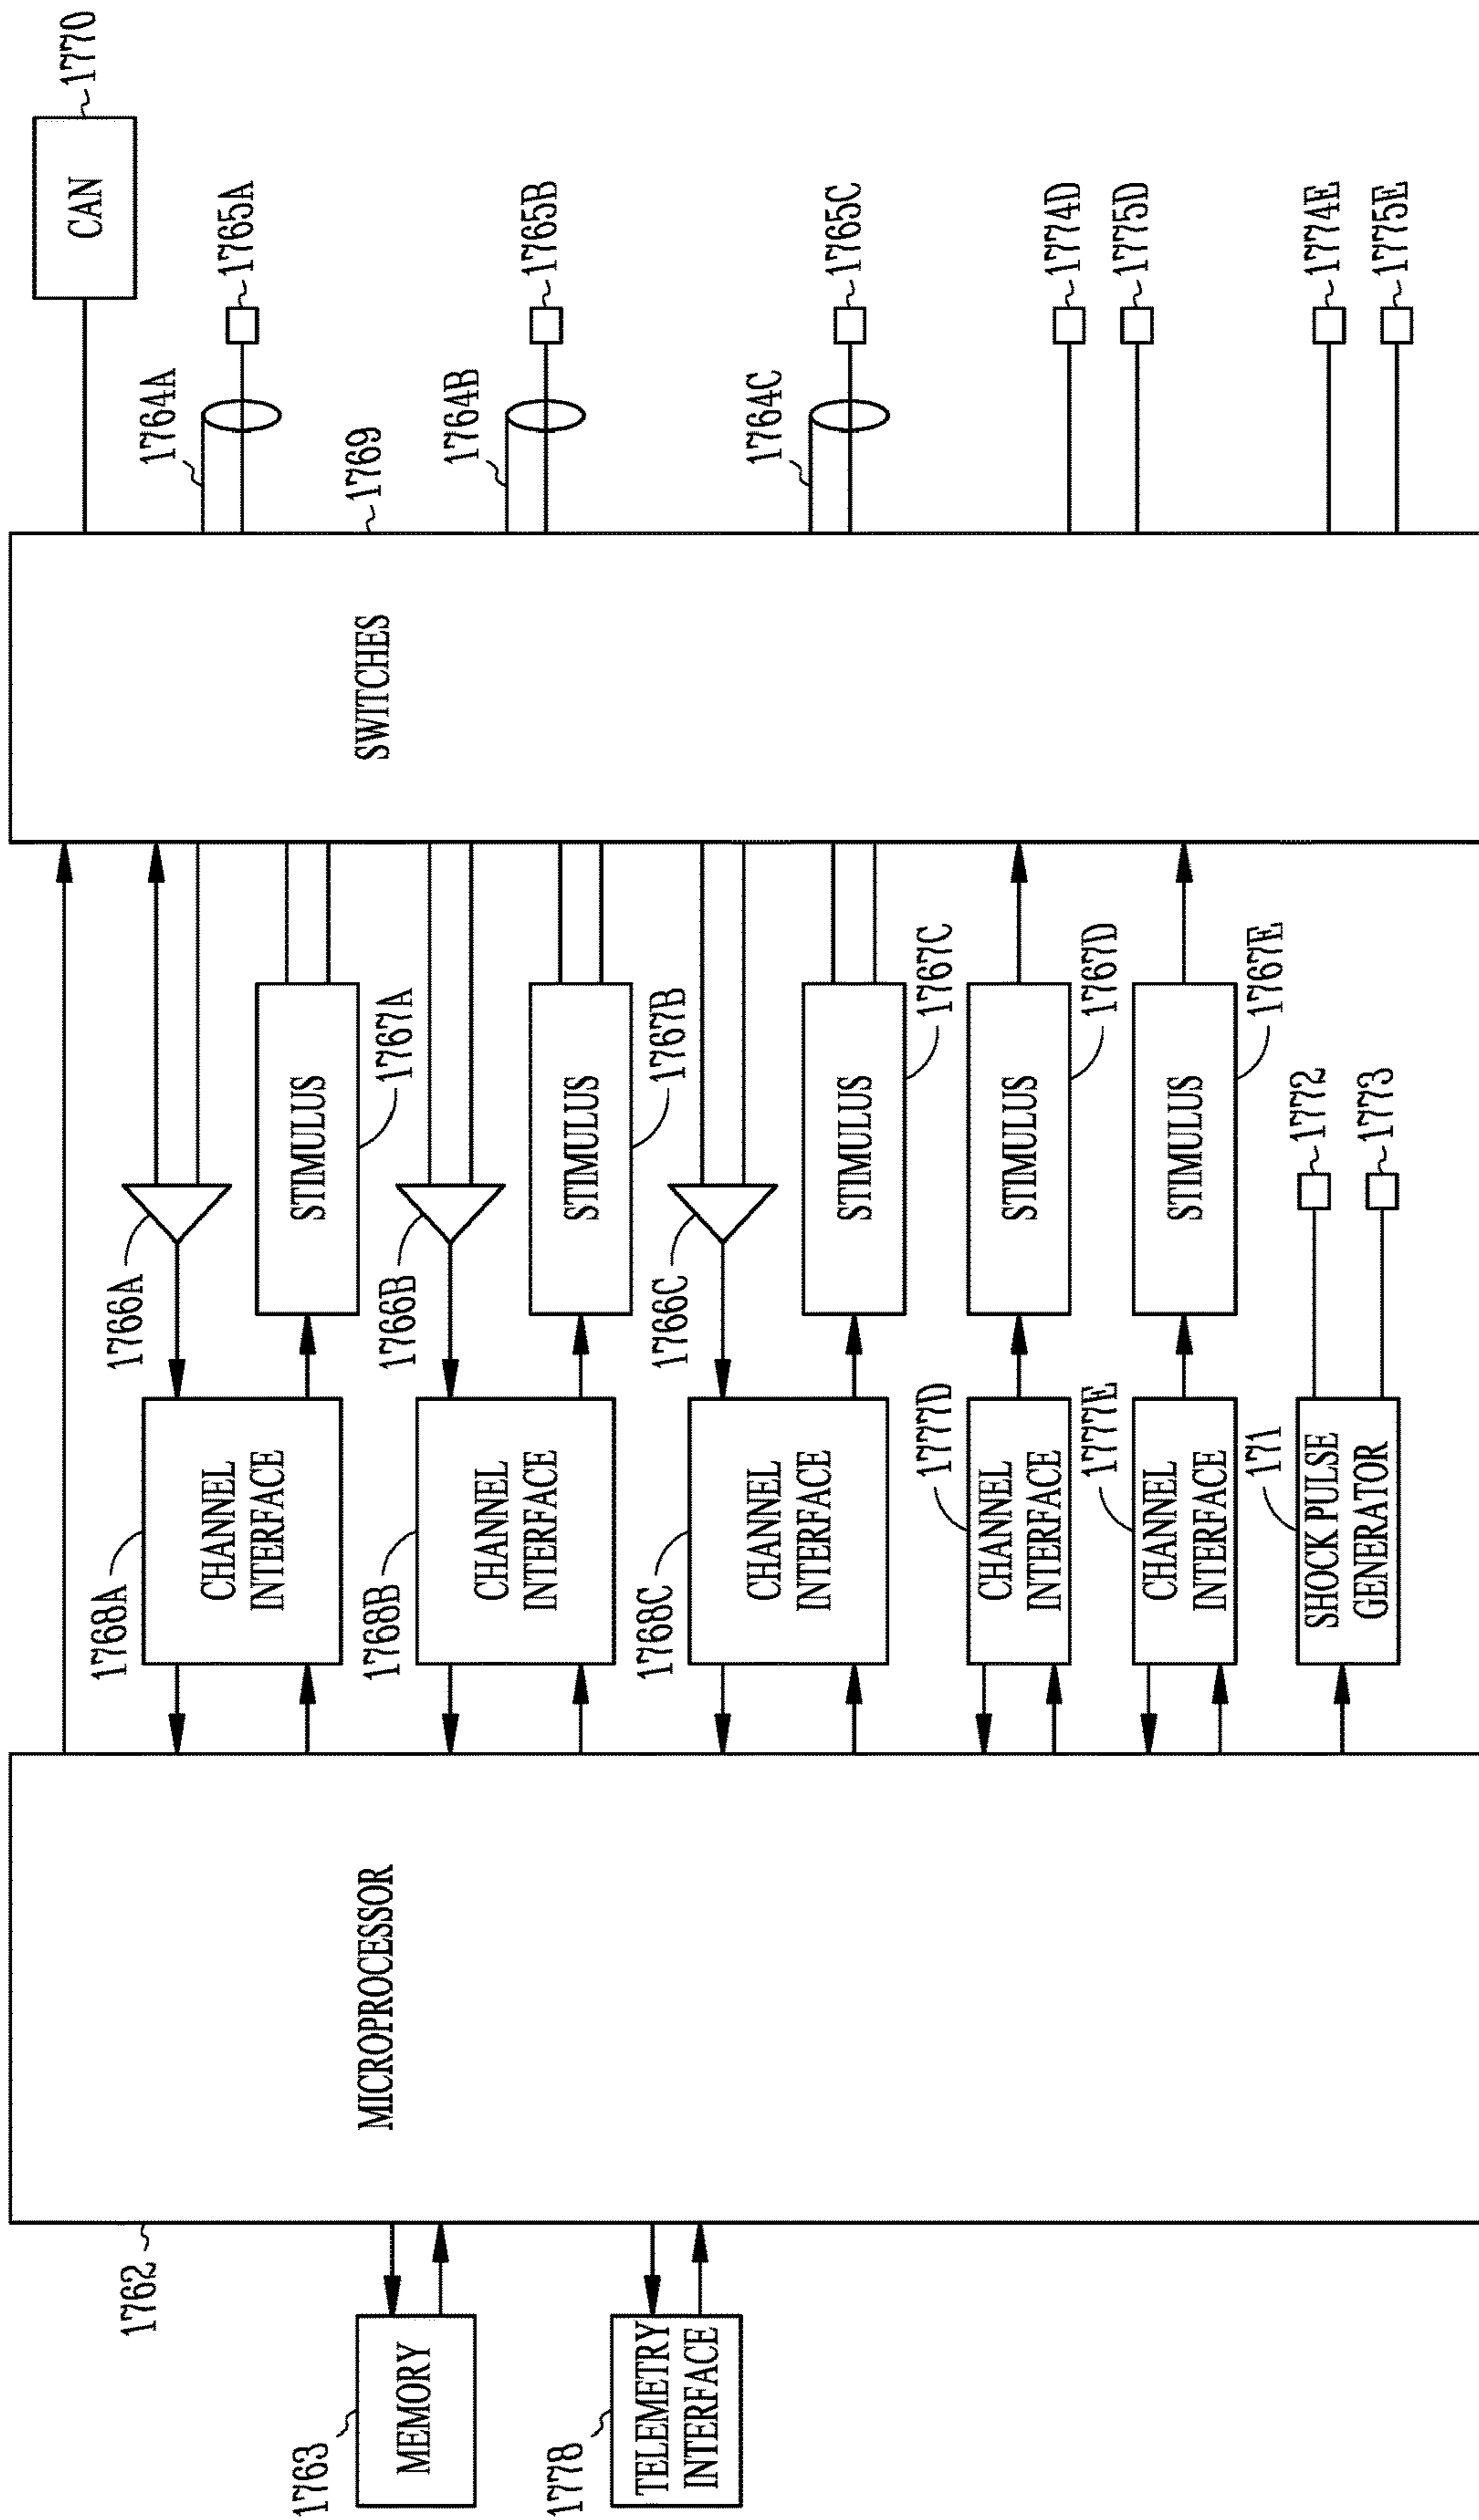 1770
CAN
1765A
1764A
1765B
1764B
1765C
1764C
1774D
1775D
1774E
1775E
1769
SWITCHES
1766A
STIMULUS
1767A
1766B
STIMULUS
1767B
1766C
STIMULUS
1767C
STIMULUS
1767D
STIMULUS
1767E
1772
1773
1768A
CHANNEL
INTERFACE
1768B
CHANNEL
INTERFACE
1768C
CHANNEL
INTERFACE
1777D
CHANNEL
INTERFACE
1777E
CHANNEL
INTERFACE
171
SHOCK PULSE
GENERATOR
MICROPROCESSOR
1762
1763
MEMORY
1778
TELEMETRY
INTERFACE